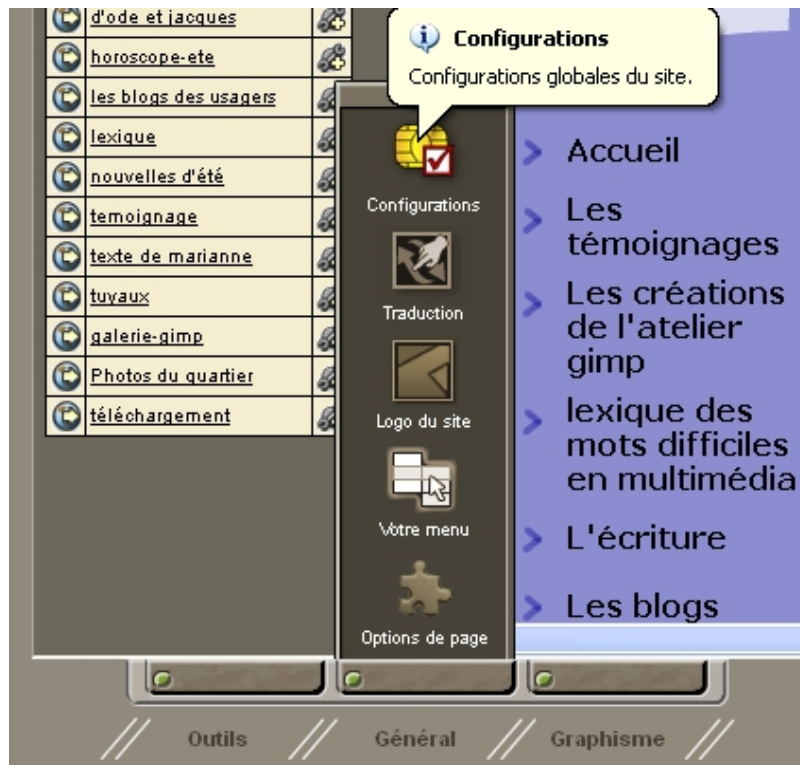 d'ode et jacques
horoscope-ete
les blogs des usagers
lexique
nouvelles d'été
temoignage
texte de marianne
tuyaux
galerie-gimp
Photos du quartier
téléchargement
Configurations
Configurations globales du site.
Configurations
Traduction
Logo du site
Votre menu
Options de page
Accueil
Les
témoignages
Les créations
de l'atelier
gimp
lexique des
mots difficiles
en multimédia
L'écriture
Les blogs
Outils
Général
Graphisme